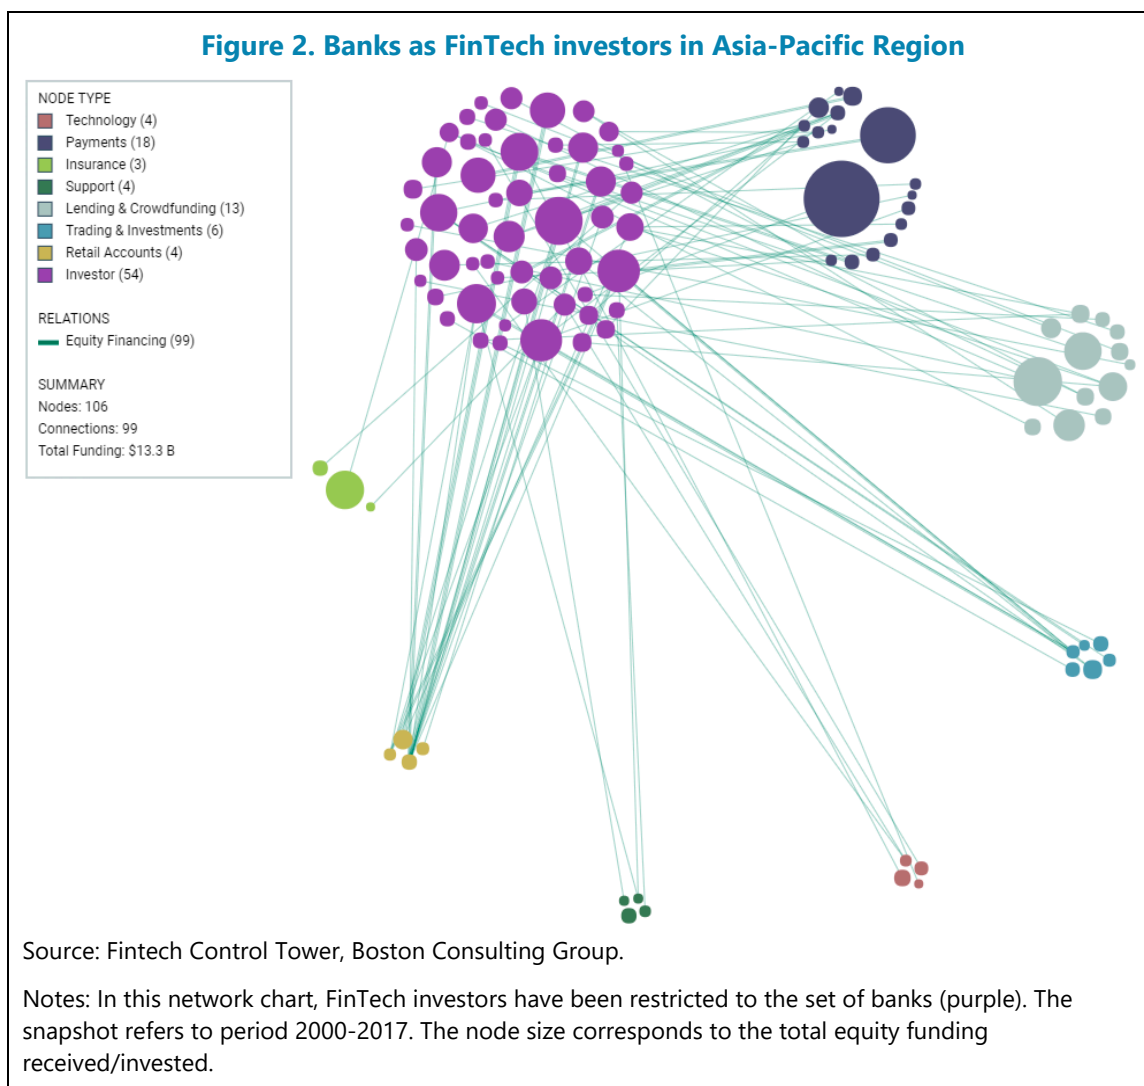 Figure 2. Banks as FinTech investors in Asia-Pacific Region
NODE TYPE
Technology (4)
Payments (18)
Insurance (3)
Support (4)
Lending & Crowdfunding (13)
Trading & Investments (6)
Retail Accounts (4)
Investor (54)
RELATIONS
Equity Financing (99)
SUMMARY
Nodes: 106
Connections: 99
Total Funding: $13.3 B
Source: Fintech Control Tower, Boston Consulting Group.
Notes: In this network chart, FinTech investors have been restricted to the set of banks (purple). The
snapshot refers to period 2000-2017. The node size corresponds to the total equity funding
received/invested.